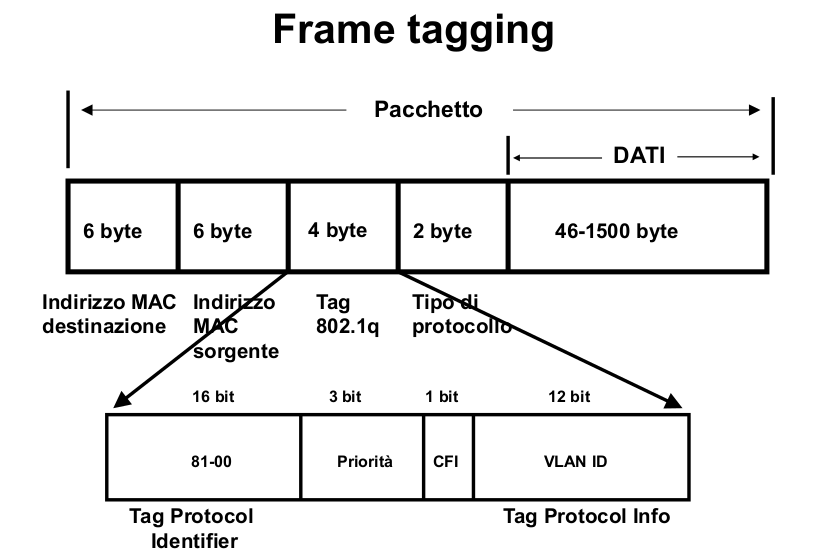 Frame tagging
Pacchetto
DATI
6 byte
6 byte
4 byte
2 byte
46-1500 byte
Indirizzo MAC
destinazione
Indirizzo
MAC
sorgente
Tag
802.1q
Tipo di
protocollo
16 bit
3 bit
1 bit
12 bit
81-00
Priorità
CFI
VLAN ID
Tag Protocol
Identifier
Tag Protocol Info